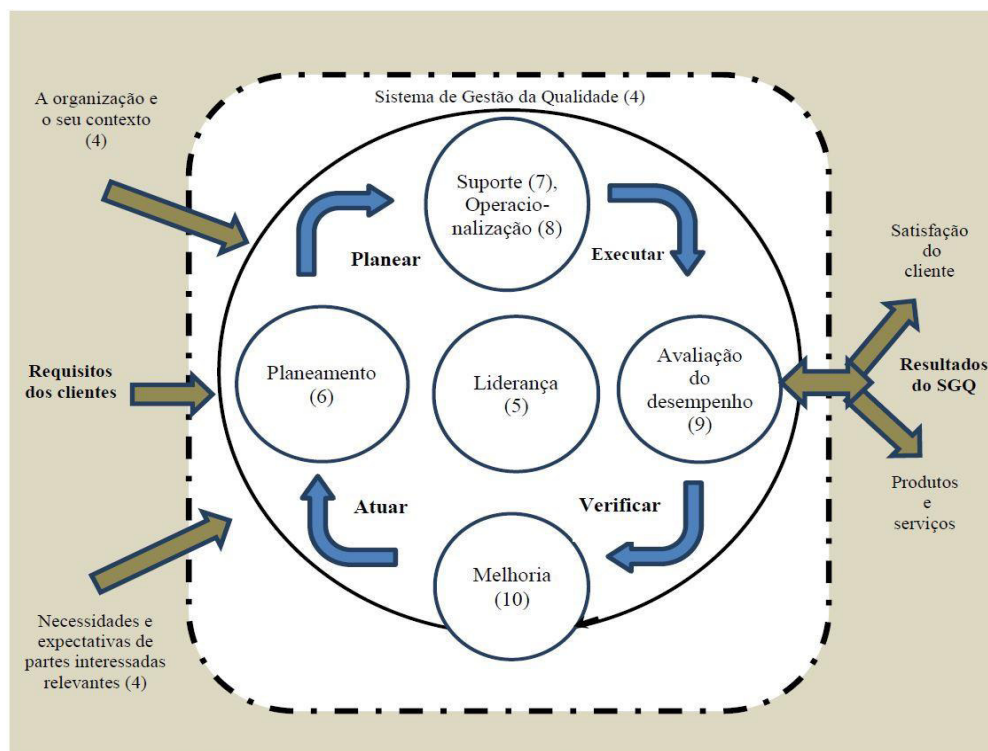 Sistema de Gestão da Qualidade (4)
A organização e
o seu contexto
(4)
Suporte (7),
Operacio-
nalização (8)
Planear
Executar
Satisfação
do
cliente
Requisitos
dos clientes
Planeamento
(6)
Liderança
(5)
Avaliação
do
desempenho
(9)
Resultados
do SGQ
Atuar
Verificar
Produtos
e
serviços
Melhoria
(10)
Necessidades e
expectativas de
partes interessadas
relevantes (4)